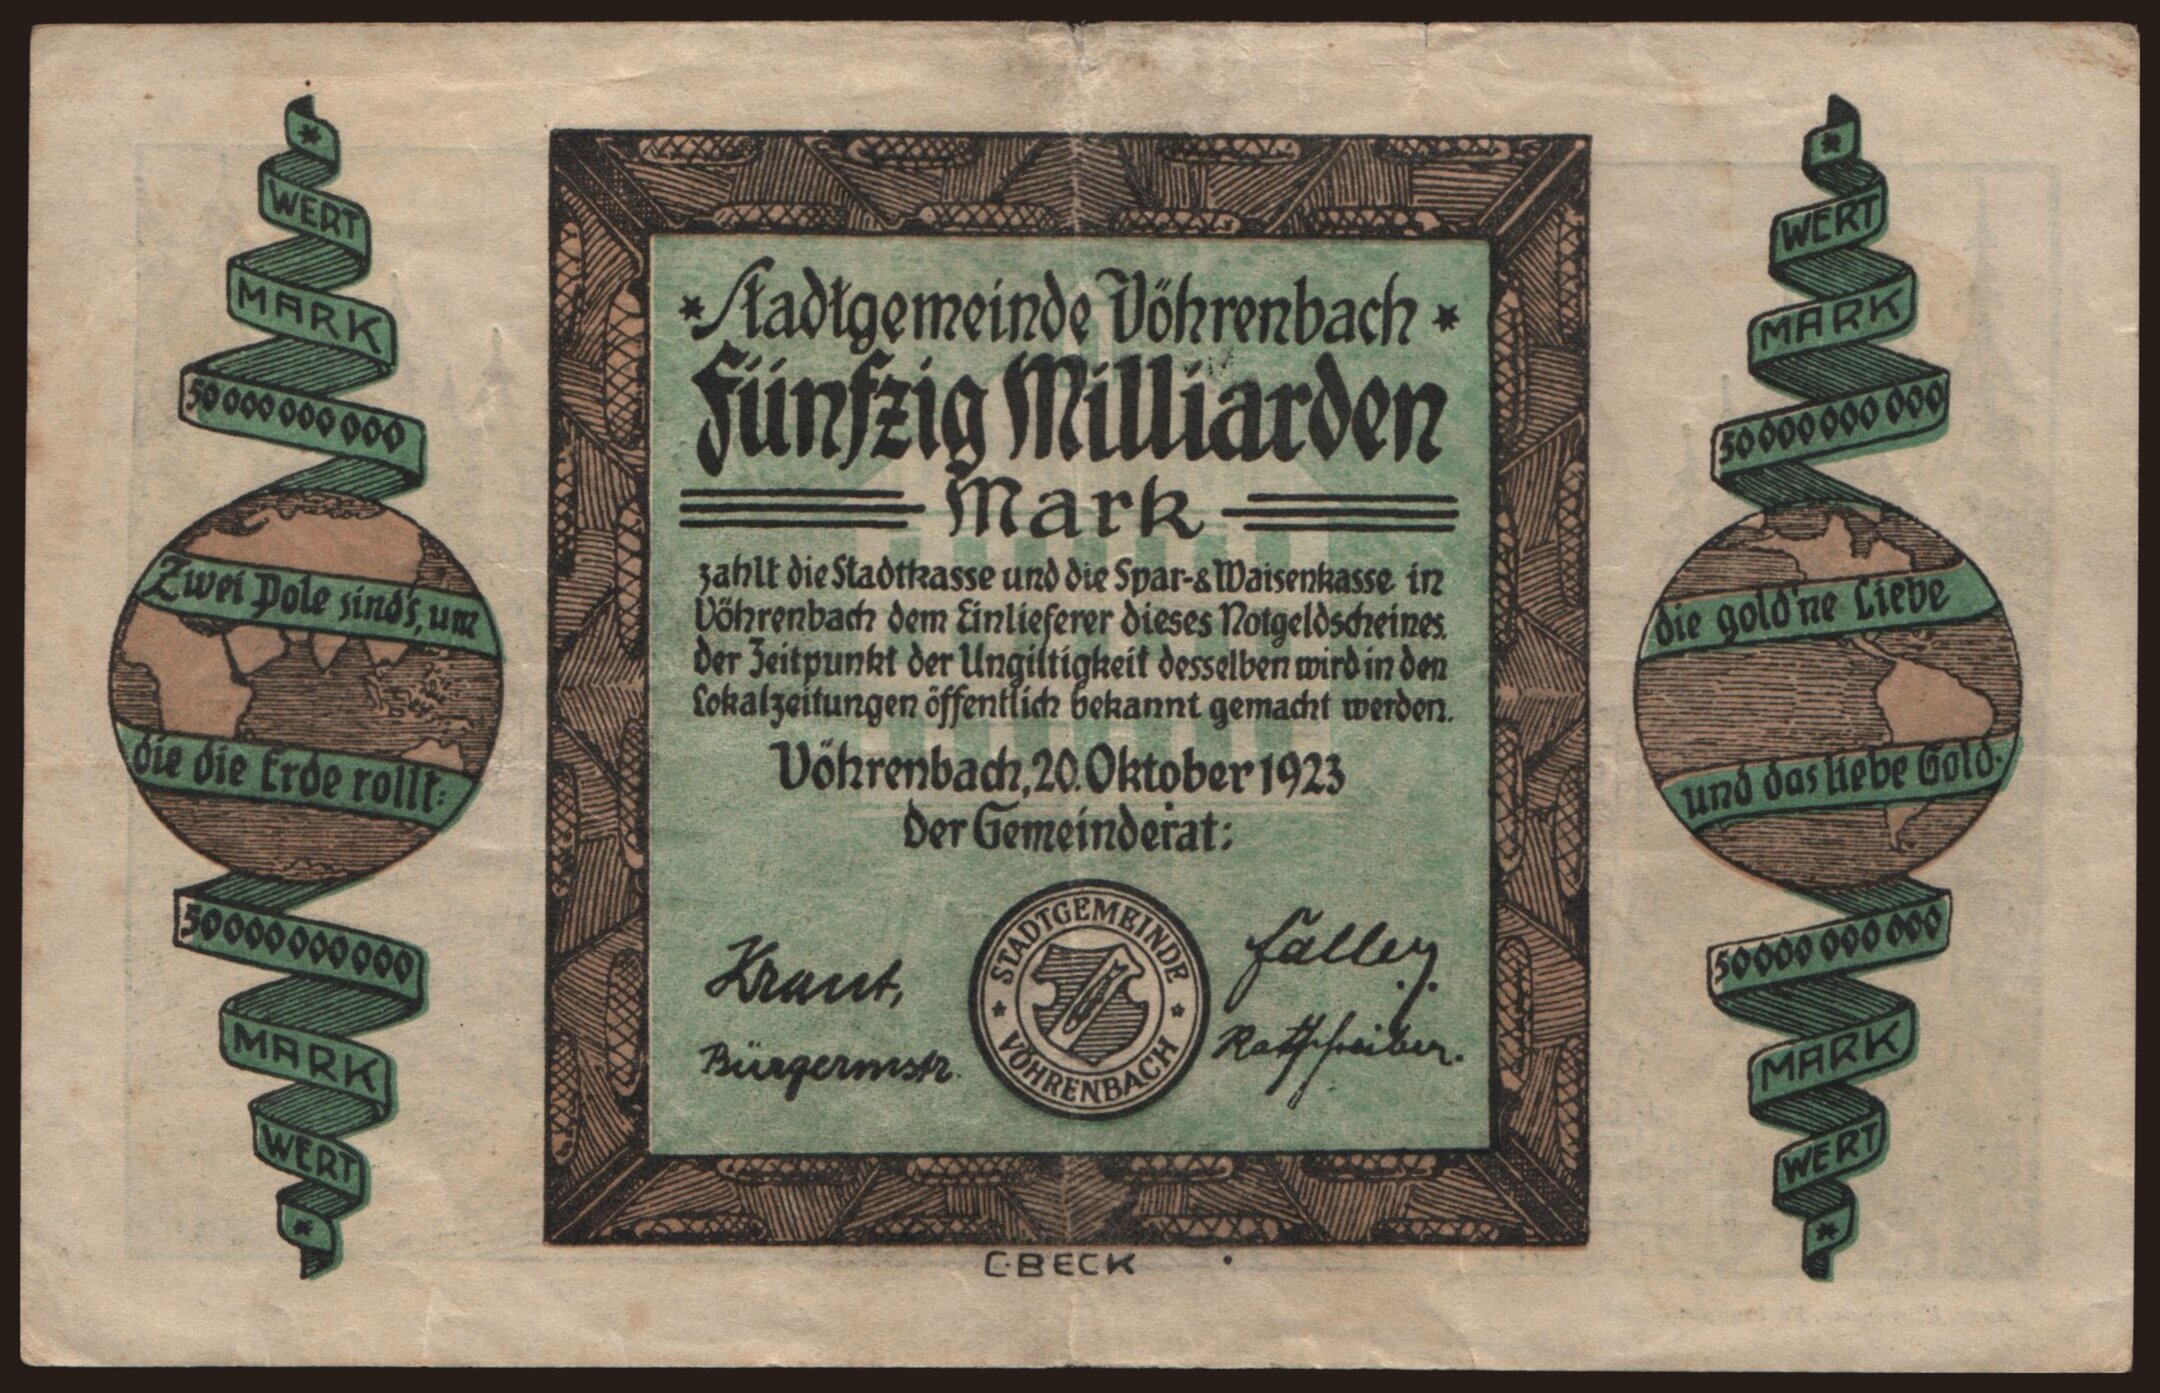 WERT
MARK
50 000 000 000
Zwei Pole sind's, um
die die Erde rollt:
50 000 000 000
MARK
WERT
* Stadtgemeinde Vöhrenbach *
Fünfzig Milliarden
Mark
zahlt die Stadtkasse und die Spar-&Waisenkasse in
Vöhrenbach dem Einlieferer dieses Notgeldscheines.
Der Zeitpunkt der Ungiltigkeit desselben wird in den
Lokalzeitungen öffentlich bekannt gemacht werden.
Vöhrenbach, 20. Oktober 1923
Der Gemeinderat:
Kraut,
Bürgermstr.
STADTGEMEINDE
* VÖHRENBACH *
Faller
Ratschreiber.
C·BECK
WERT
MARK
50 000 000 000
die gold'ne Liebe
und das liebe Gold.
50 000 000 000
MARK
WERT